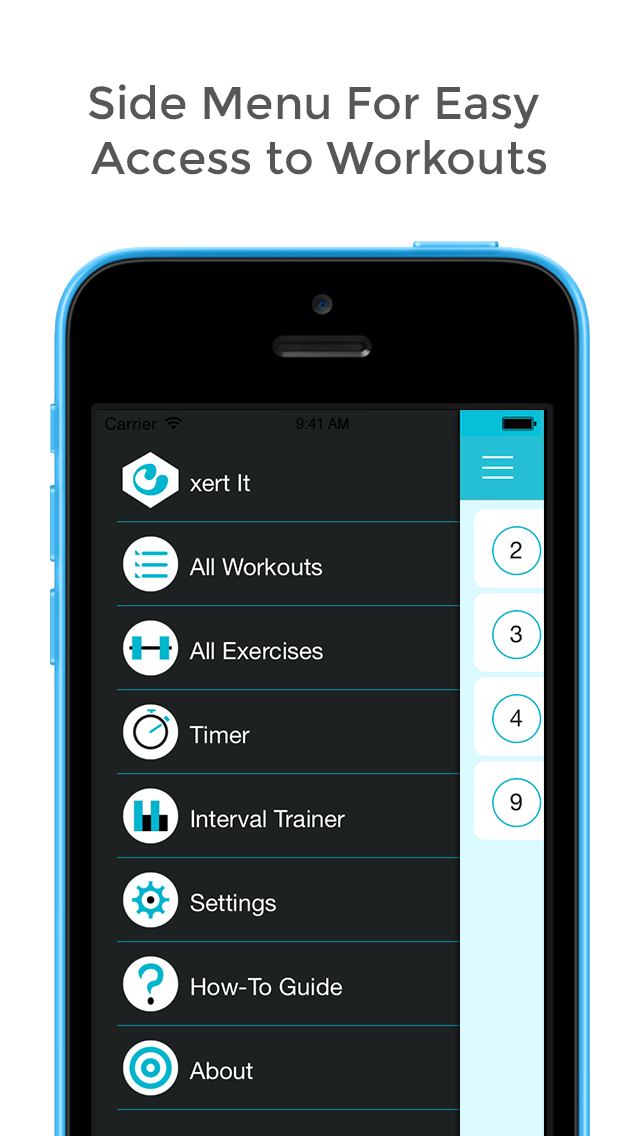 Side Menu For Easy
Access to Workouts
Carrier 9:41 AM
xert It
All Workouts
All Exercises
Timer
Interval Trainer
Settings
How-To Guide
About
2
3
4
9